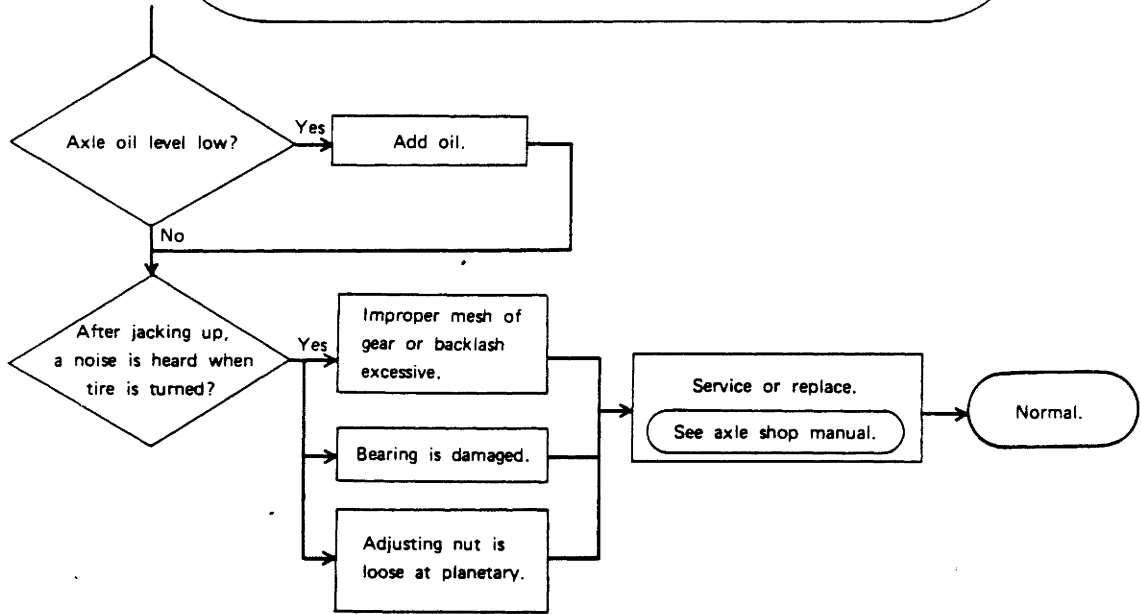 Axle oil level low?
Yes
Add oil.
No
After jacking up,
a noise is heard when
tire is turned?
Yes
Improper mesh of
gear or backlash
excessive.
Bearing is damaged.
Adjusting nut is
loose at planetary.
Service or replace.
See axle shop manual.
Normal.